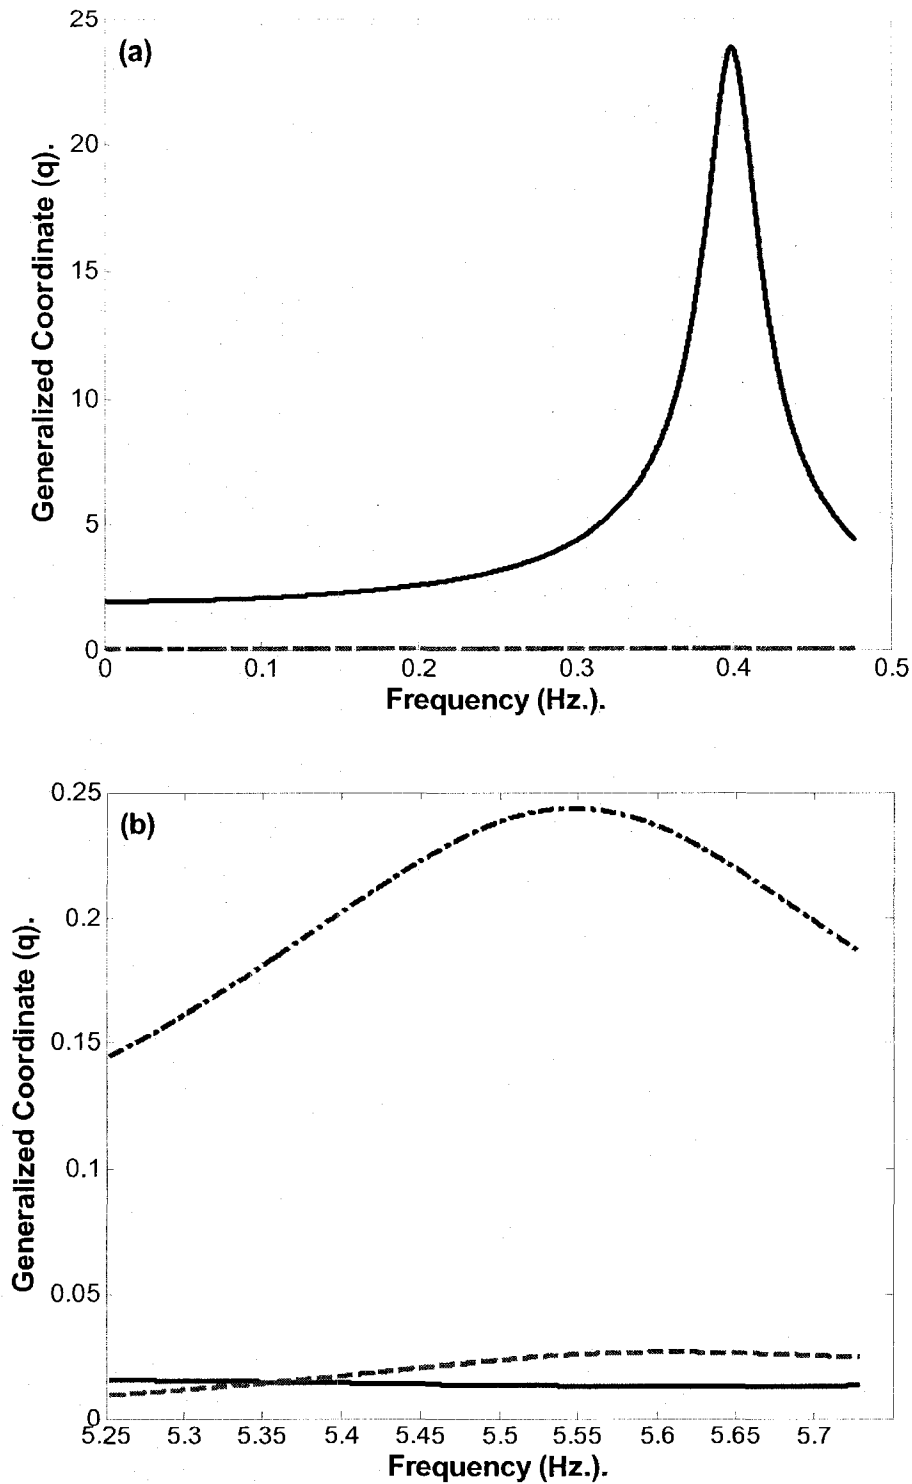 (a)
25
20
15
10
5
0
0 0.1 0.2 0.3 0.4 0.5
Generalized Coordinate (q).
Frequency (Hz.).
(b)
0.25
0.2
0.15
0.1
0.05
0
5.25 5.3 5.35 5.4 5.45 5.5 5.55 5.6 5.65 5.7
Generalized Coordinate (q).
Frequency (Hz.).